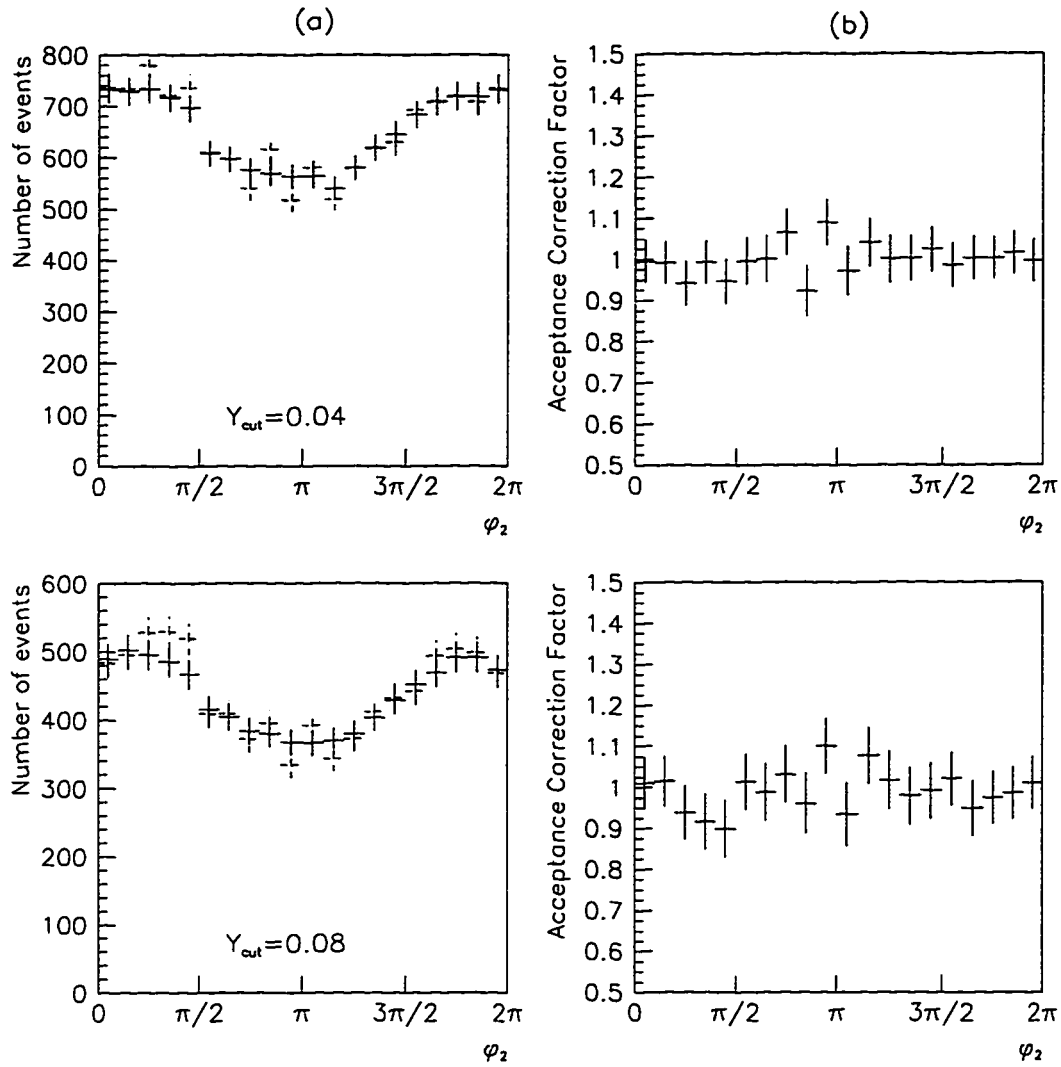 (a)
(b)
Number of events
800
700
600
500
400
300
200
100
0
Y_cut=0.04
0 π/2 π 3π/2 2π
φ₂
Acceptance Correction Factor
1.5
1.4
1.3
1.2
1.1
1
0.9
0.8
0.7
0.6
0.5
0 π/2 π 3π/2 2π
φ₂
Number of events
600
500
400
300
200
100
0
Y_cut=0.08
0 π/2 π 3π/2 2π
φ₂
Acceptance Correction Factor
1.5
1.4
1.3
1.2
1.1
1
0.9
0.8
0.7
0.6
0.5
0 π/2 π 3π/2 2π
φ₂